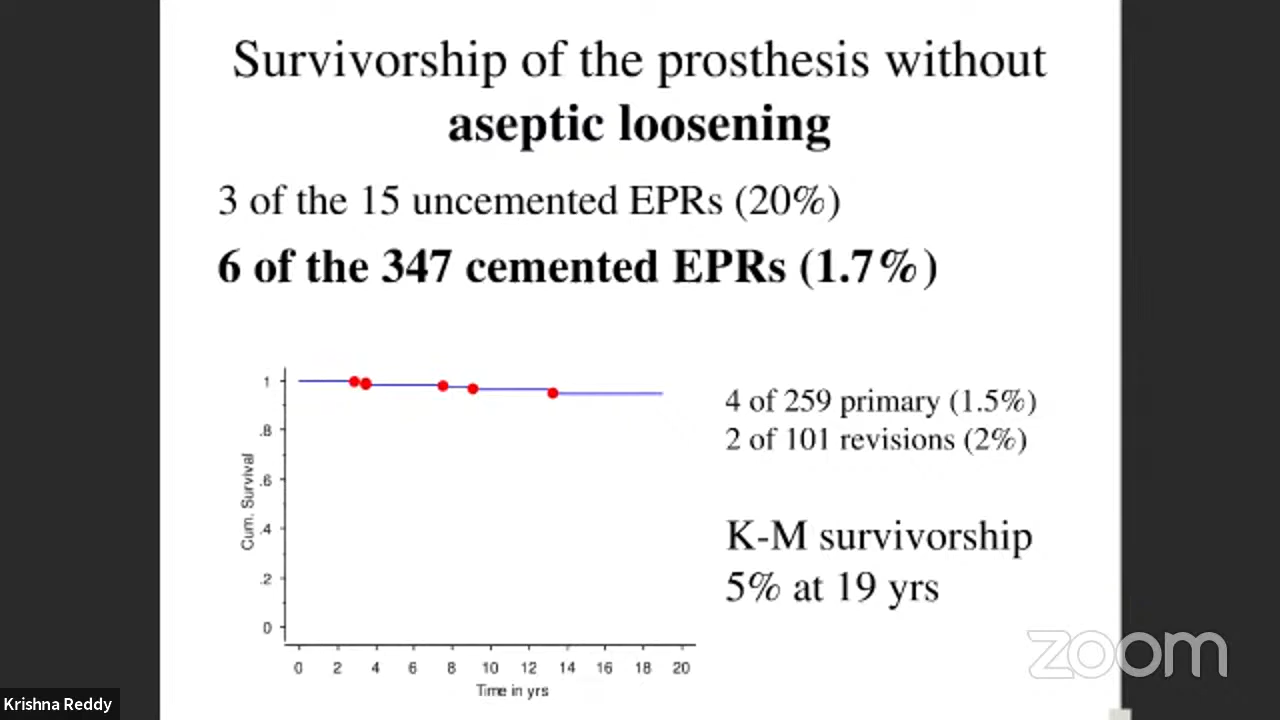 Survivorship of the prosthesis without
aseptic loosening
3 of the 15 uncemented EPRs (20%)
6 of the 347 cemented EPRs (1.7%)
1
.8
.6
.4
.2
0
Cum. Survival
0 2 4 6 8 10 12 14 16 18 20
Time in yrs
4 of 259 primary (1.5%)
2 of 101 revisions (2%)
K-M survivorship
5% at 19 yrs
zoom
Krishna Reddy